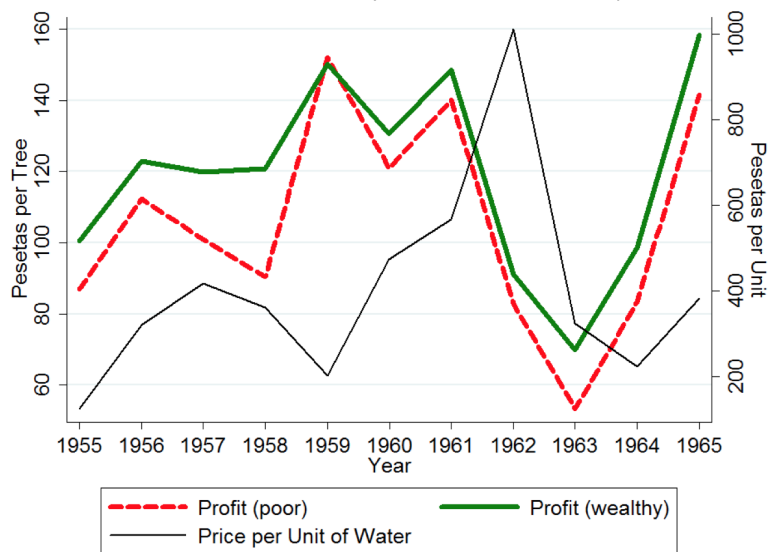 160
140
120
100
80
60
Pesetas per Tree
1000
800
600
400
200
Pesetas per Unit
1955 1956 1957 1958 1959 1960 1961 1962 1963 1964 1965
Year
Profit (poor) Profit (wealthy)
Price per Unit of Water